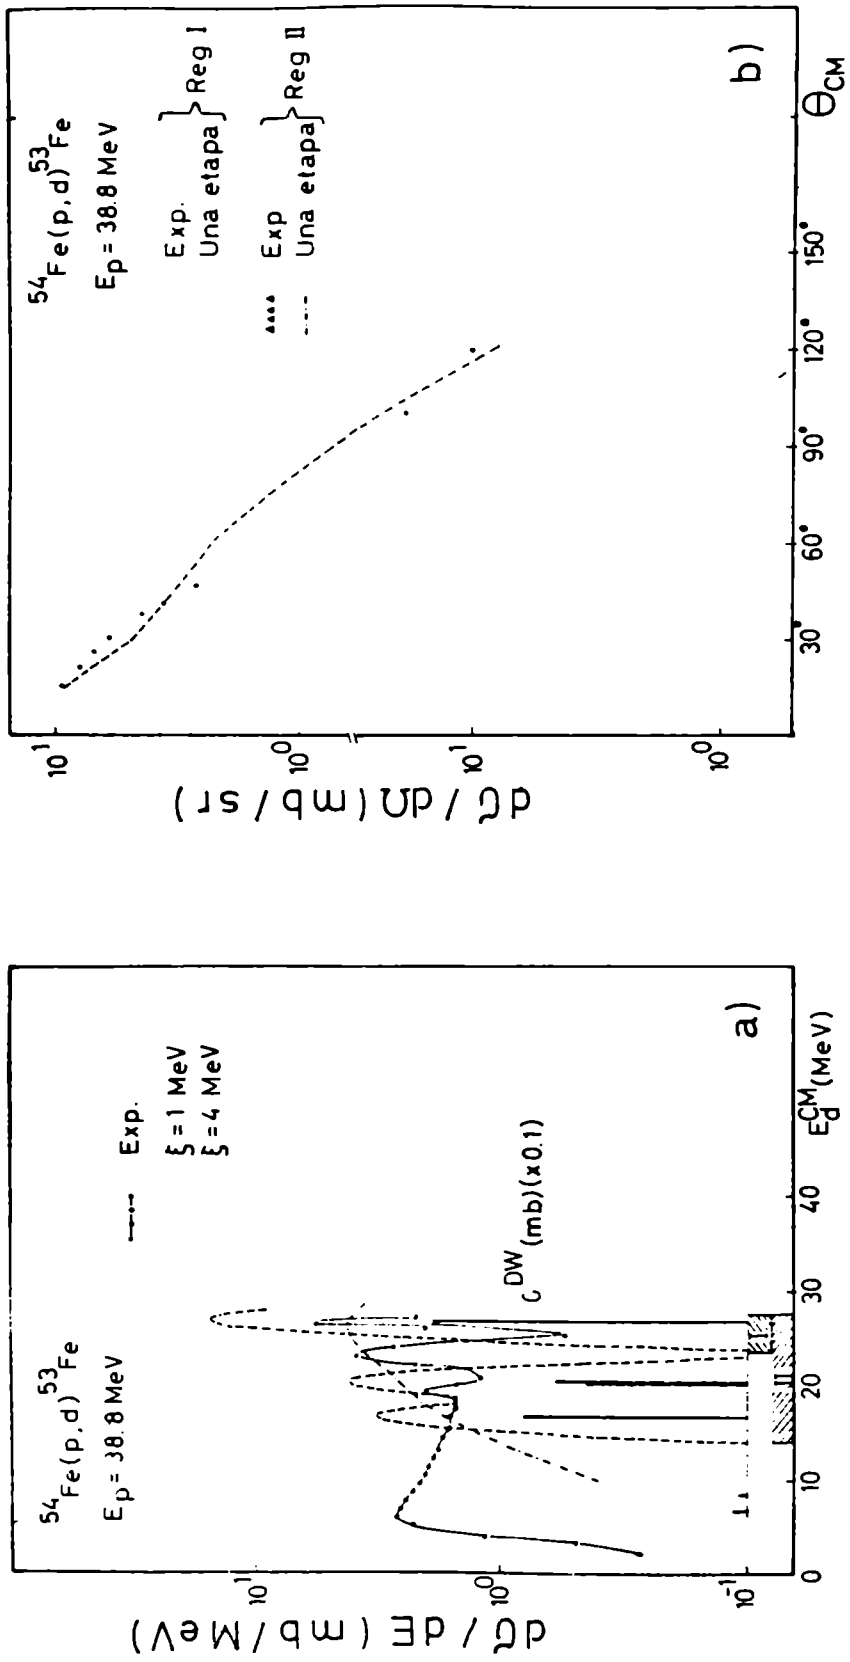 ⁵⁴Fe(p,d)⁵³Fe
Eₚ = 38.8 MeV
Exp.
ξ = 1 MeV
ξ = 4 MeV
DW (mb)(x0.1)
I
II
a)
10¹
10⁰
10⁻¹
dσ/dE (mb/MeV)
0 10 20 30 40
E_d^CM (MeV)
⁵⁴Fe(p,d)⁵³Fe
Eₚ = 38.8 MeV
Exp.
Una etapa
} Reg I
Exp
Una etapa
} Reg II
b)
10¹
10⁰
10¹
10⁰
dσ/dΩ (mb/sr)
30° 60° 90° 120° 150°
Θ_CM